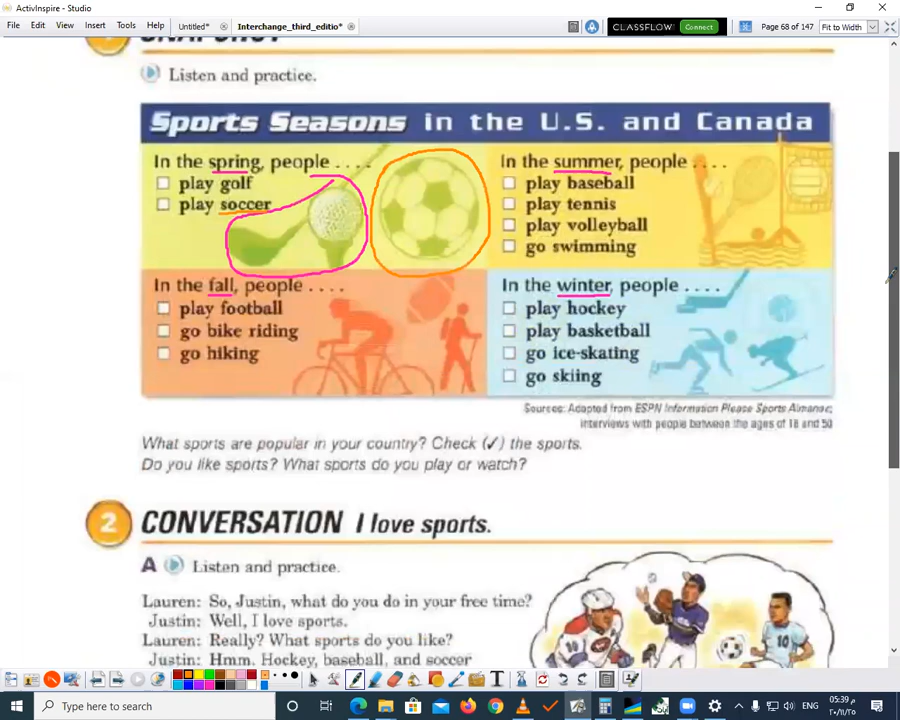 ActivInspire - Studio
File Edit View Insert Tools Help Untitled* Interchange_third_editio* CLASSFLOW Connect Page 68 of 147 Fit to Width
SNAPSHOT
Listen and practice.
Sports Seasons in the U.S. and Canada
In the spring, people . . . .
play golf
play soccer
In the summer, people . . . .
play baseball
play tennis
play volleyball
go swimming
In the fall, people . . . .
play football
go bike riding
go hiking
In the winter, people . . . .
play hockey
play basketball
go ice-skating
go skiing
Sources: Adapted from ESPN Information Please Sports Almanac;
interviews with people between the ages of 18 and 50
What sports are popular in your country? Check (✓) the sports.
Do you like sports? What sports do you play or watch?
2 CONVERSATION I love sports.
A Listen and practice.
Lauren: So, Justin, what do you do in your free time?
Justin: Well, I love sports.
Lauren: Really? What sports do you like?
Justin: Hmm. Hockey, baseball, and soccer
10
10
Type here to search
ENG
05:39 م